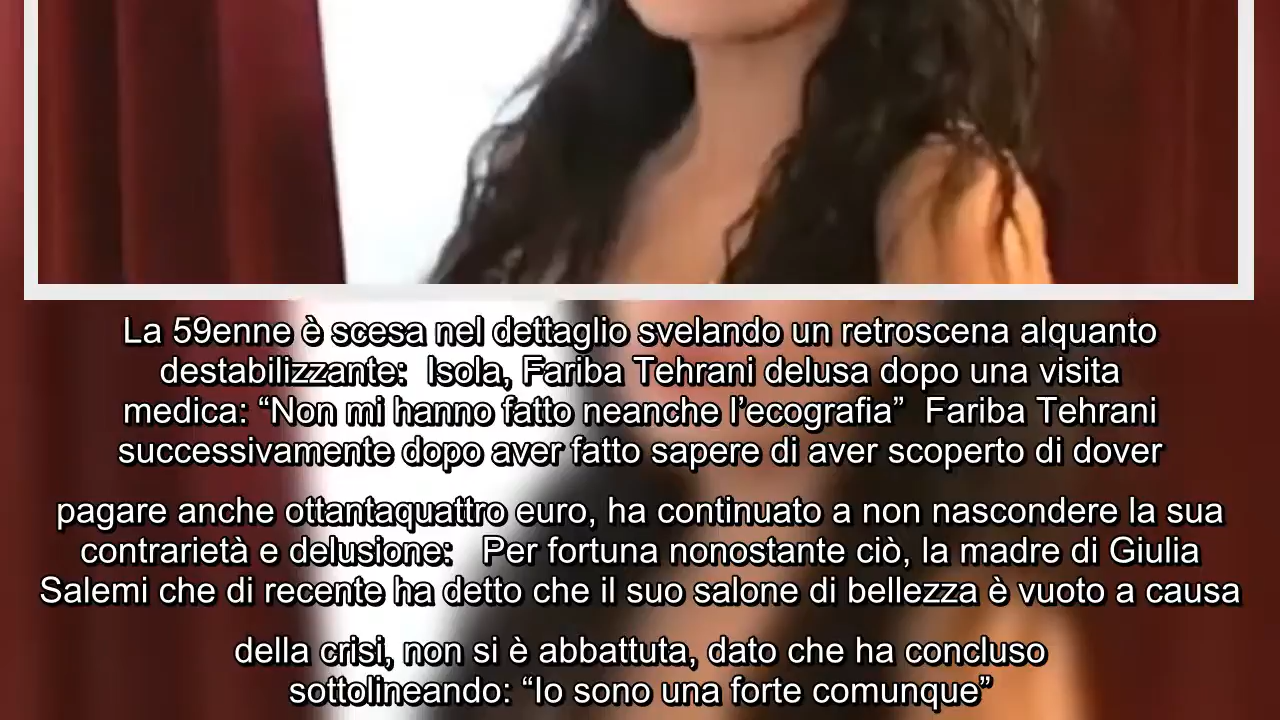 La 59enne è scesa nel dettaglio svelando un retroscena alquanto
destabilizzante:  Isola, Fariba Tehrani delusa dopo una visita
medica: “Non mi hanno fatto neanche l’ecografia”  Fariba Tehrani
successivamente dopo aver fatto sapere di aver scoperto di dover
pagare anche ottantaquattro euro, ha continuato a non nascondere la sua
contrarietà e delusione:   Per fortuna nonostante ciò, la madre di Giulia
Salemi che di recente ha detto che il suo salone di bellezza è vuoto a causa
della crisi, non si è abbattuta, dato che ha concluso
sottolineando: “Io sono una forte comunque”